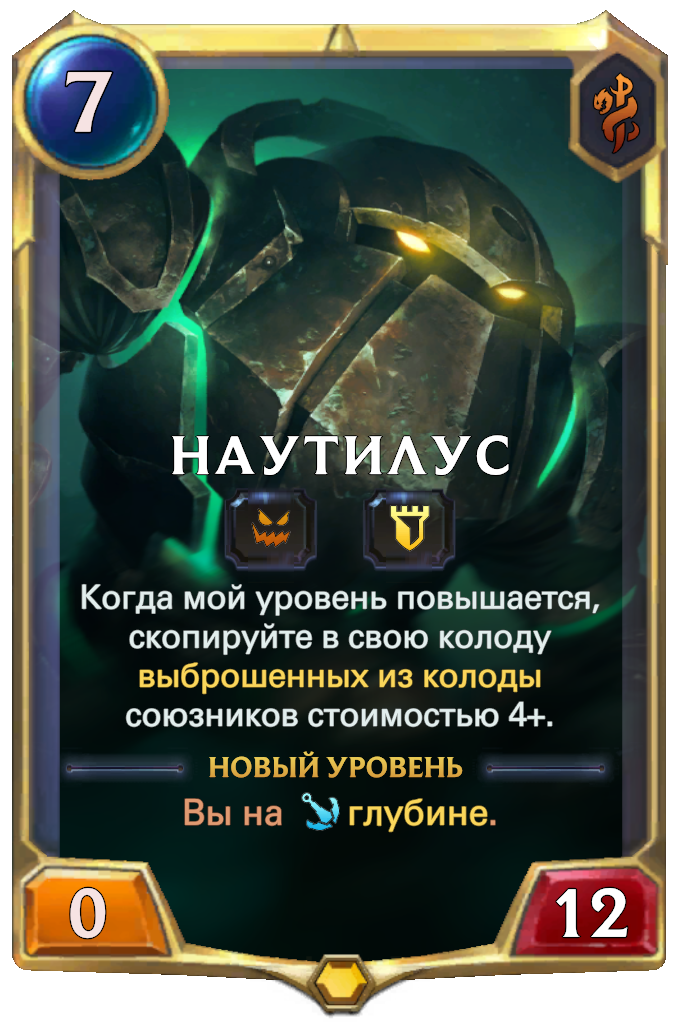 7
НАУТИЛУС
Когда мой уровень повышается,
скопируйте в свою колоду
выброшенных из колоды
союзников стоимостью 4+.
НОВЫЙ УРОВЕНЬ
Вы на глубине.
0
12